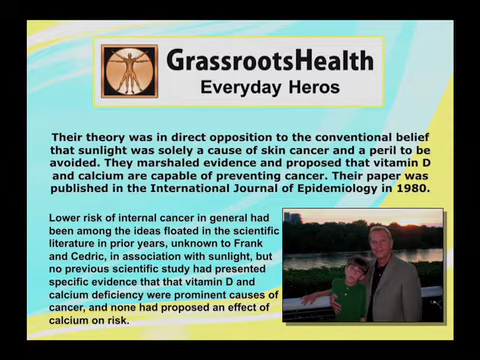 GrassrootsHealth
Everyday Heros
Their theory was in direct opposition to the conventional belief
that sunlight was solely a cause of skin cancer and a peril to be
avoided. They marshaled evidence and proposed that vitamin D
and calcium are capable of preventing cancer. Their paper was
published in the International Journal of Epidemiology in 1980.
Lower risk of internal cancer in general had
been among the ideas floated in the scientific
literature in prior years, unknown to Frank
and Cedric, in association with sunlight, but
no previous scientific study had presented
specific evidence that that vitamin D and
calcium deficiency were prominent causes of
cancer, and none had proposed an effect of
calcium on risk.